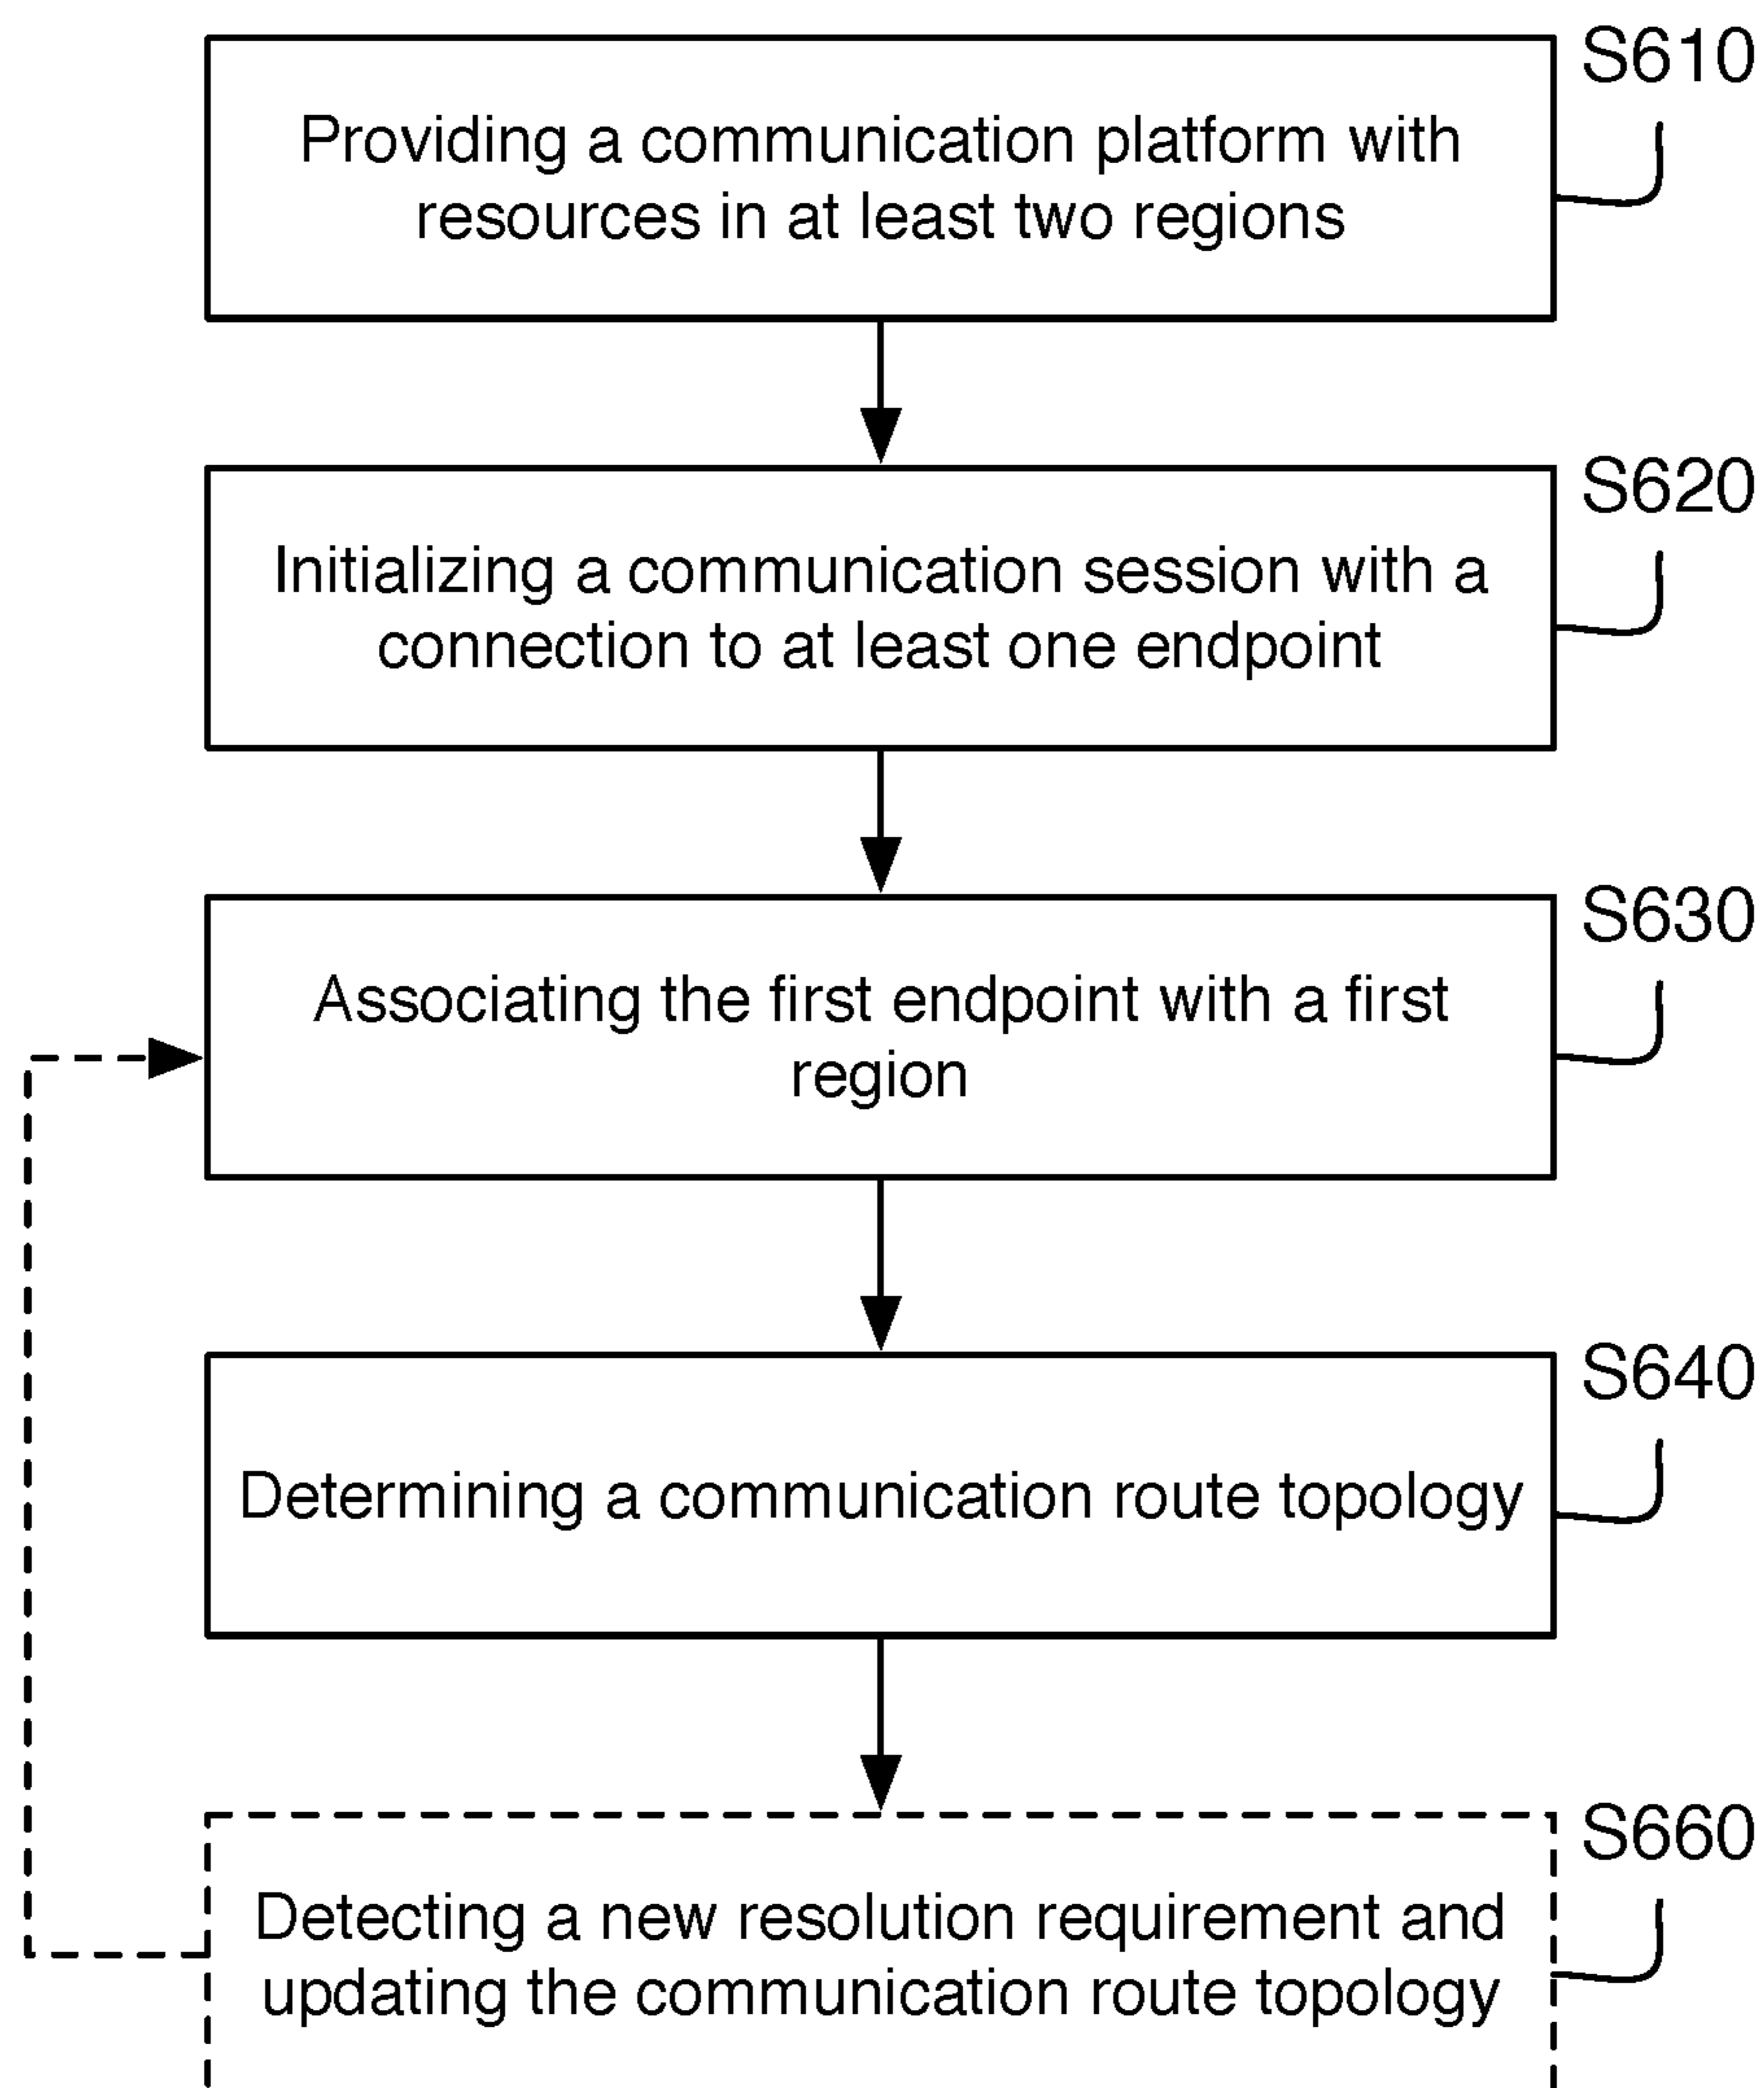 S610
Providing a communication platform with
resources in at least two regions
S620
Initializing a communication session with a
connection to at least one endpoint
S630
Associating the first endpoint with a first
region
S640
Determining a communication route topology
S660
Detecting a new resolution requirement and
updating the communication route topology